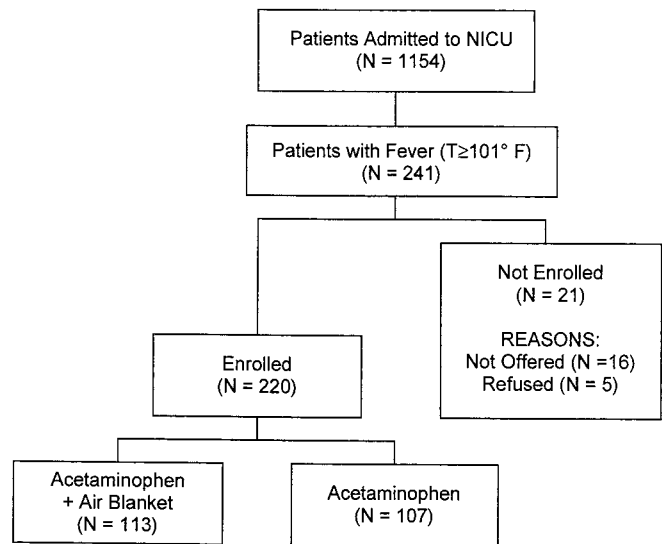 Patients Admitted to NICU
(N = 1154)
Patients with Fever (T≥101° F)
(N = 241)
Not Enrolled
(N = 21)
REASONS:
Not Offered (N =16)
Refused (N = 5)
Enrolled
(N = 220)
Acetaminophen
+ Air Blanket
(N = 113)
Acetaminophen
(N = 107)